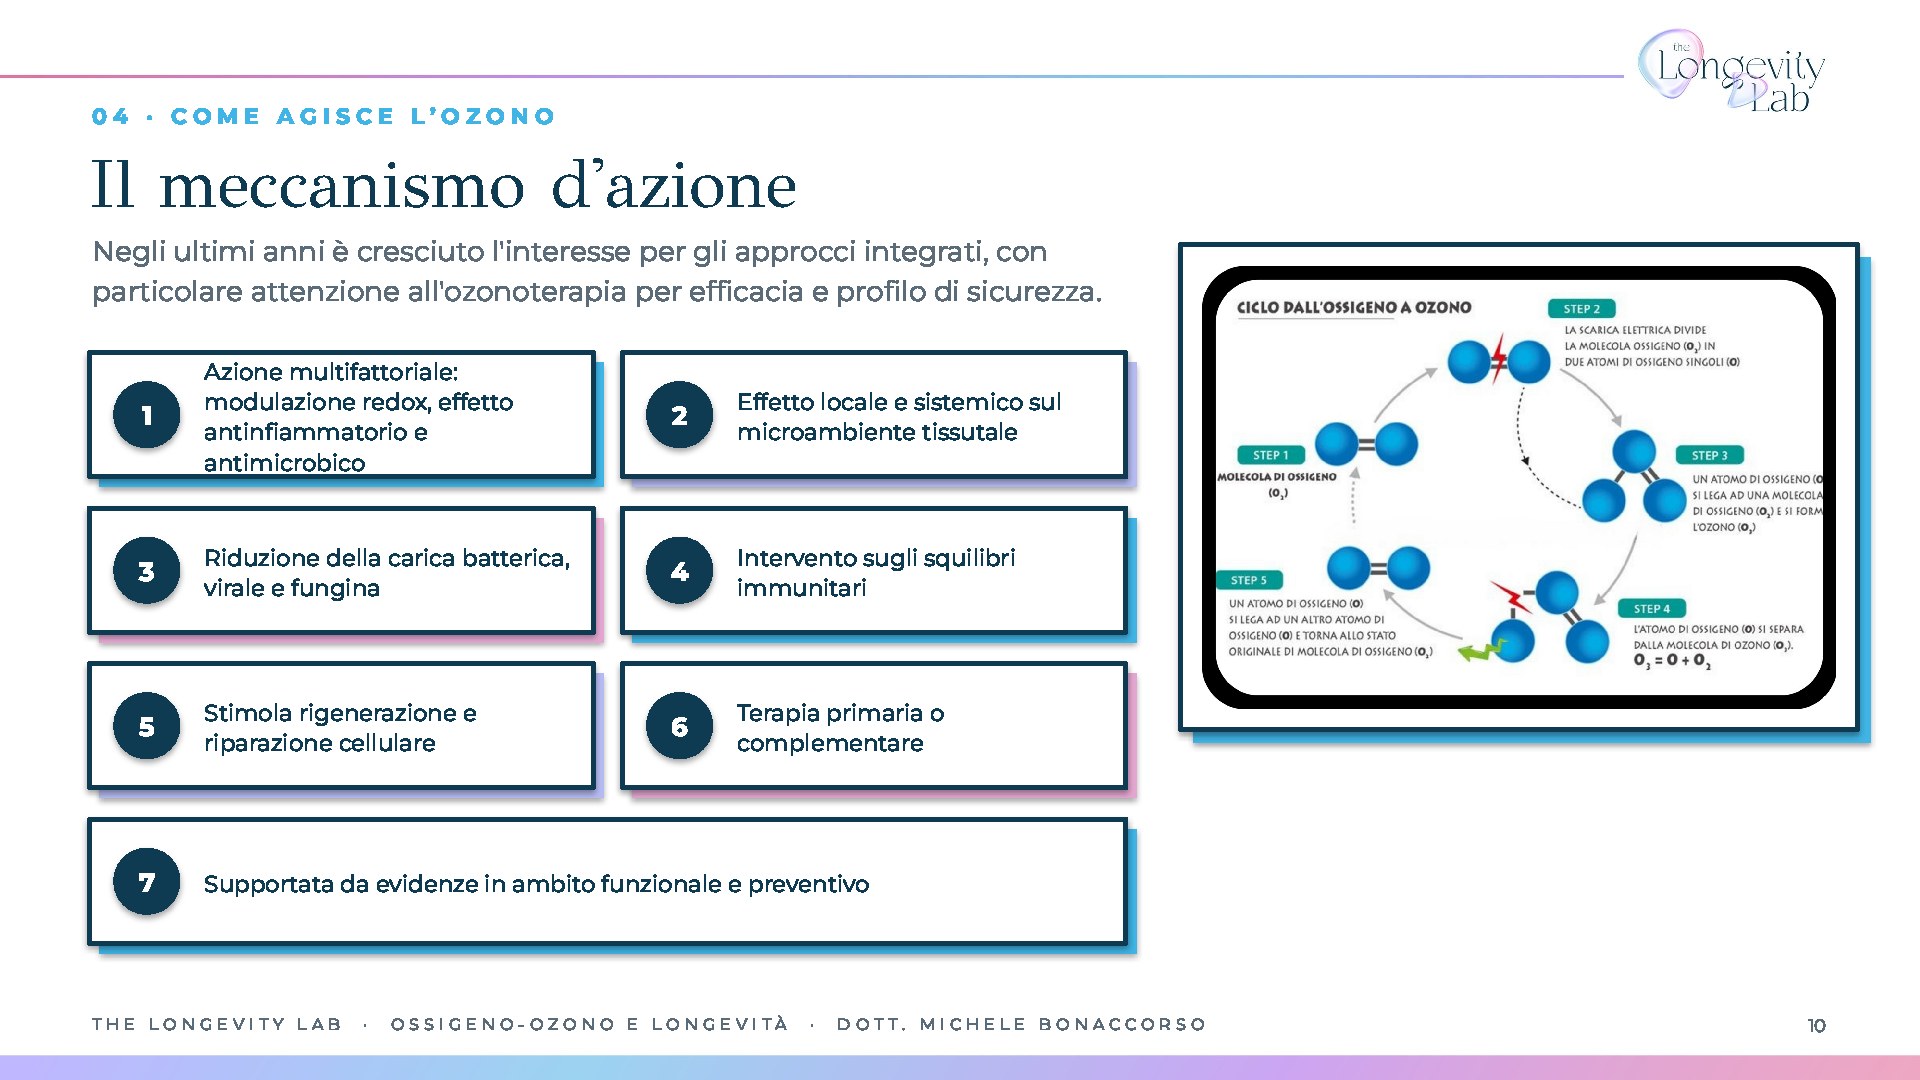 the
Longevity
Lab
04 · COME AGISCE L’OZONO
Il meccanismo d’azione
Negli ultimi anni è cresciuto l'interesse per gli approcci integrati, con
particolare attenzione all'ozonoterapia per efficacia e profilo di sicurezza.
1
Azione multifattoriale:
modulazione redox, effetto
antinfiammatorio e
antimicrobico
2
Effetto locale e sistemico sul
microambiente tissutale
3
Riduzione della carica batterica,
virale e fungina
4
Intervento sugli squilibri
immunitari
5
Stimola rigenerazione e
riparazione cellulare
6
Terapia primaria o
complementare
7
Supportata da evidenze in ambito funzionale e preventivo
CICLO DALL'OSSIGENO A OZONO
STEP 1
MOLECOLA DI OSSIGENO
(O₂)
STEP 2
LA SCARICA ELETTRICA DIVIDE
LA MOLECOLA OSSIGENO (O₂) IN
DUE ATOMI DI OSSIGENO SINGOLI (O)
STEP 3
UN ATOMO DI OSSIGENO (O
SI LEGA AD UNA MOLECOLA
DI OSSIGENO (O₂) E SI FORM
L'OZONO (O₃)
STEP 4
L'ATOMO DI OSSIGENO (O) SI SEPARA
DALLA MOLECOLA DI OZONO (O₃).
O₃ = O + O₂
STEP 5
UN ATOMO DI OSSIGENO (O)
SI LEGA AD UN ALTRO ATOMO DI
OSSIGENO (O) E TORNA ALLO STATO
ORIGINALE DI MOLECOLA DI OSSIGENO (O₂)
THE LONGEVITY LAB · OSSIGENO-OZONO E LONGEVITÀ · DOTT. MICHELE BONACCORSO
10